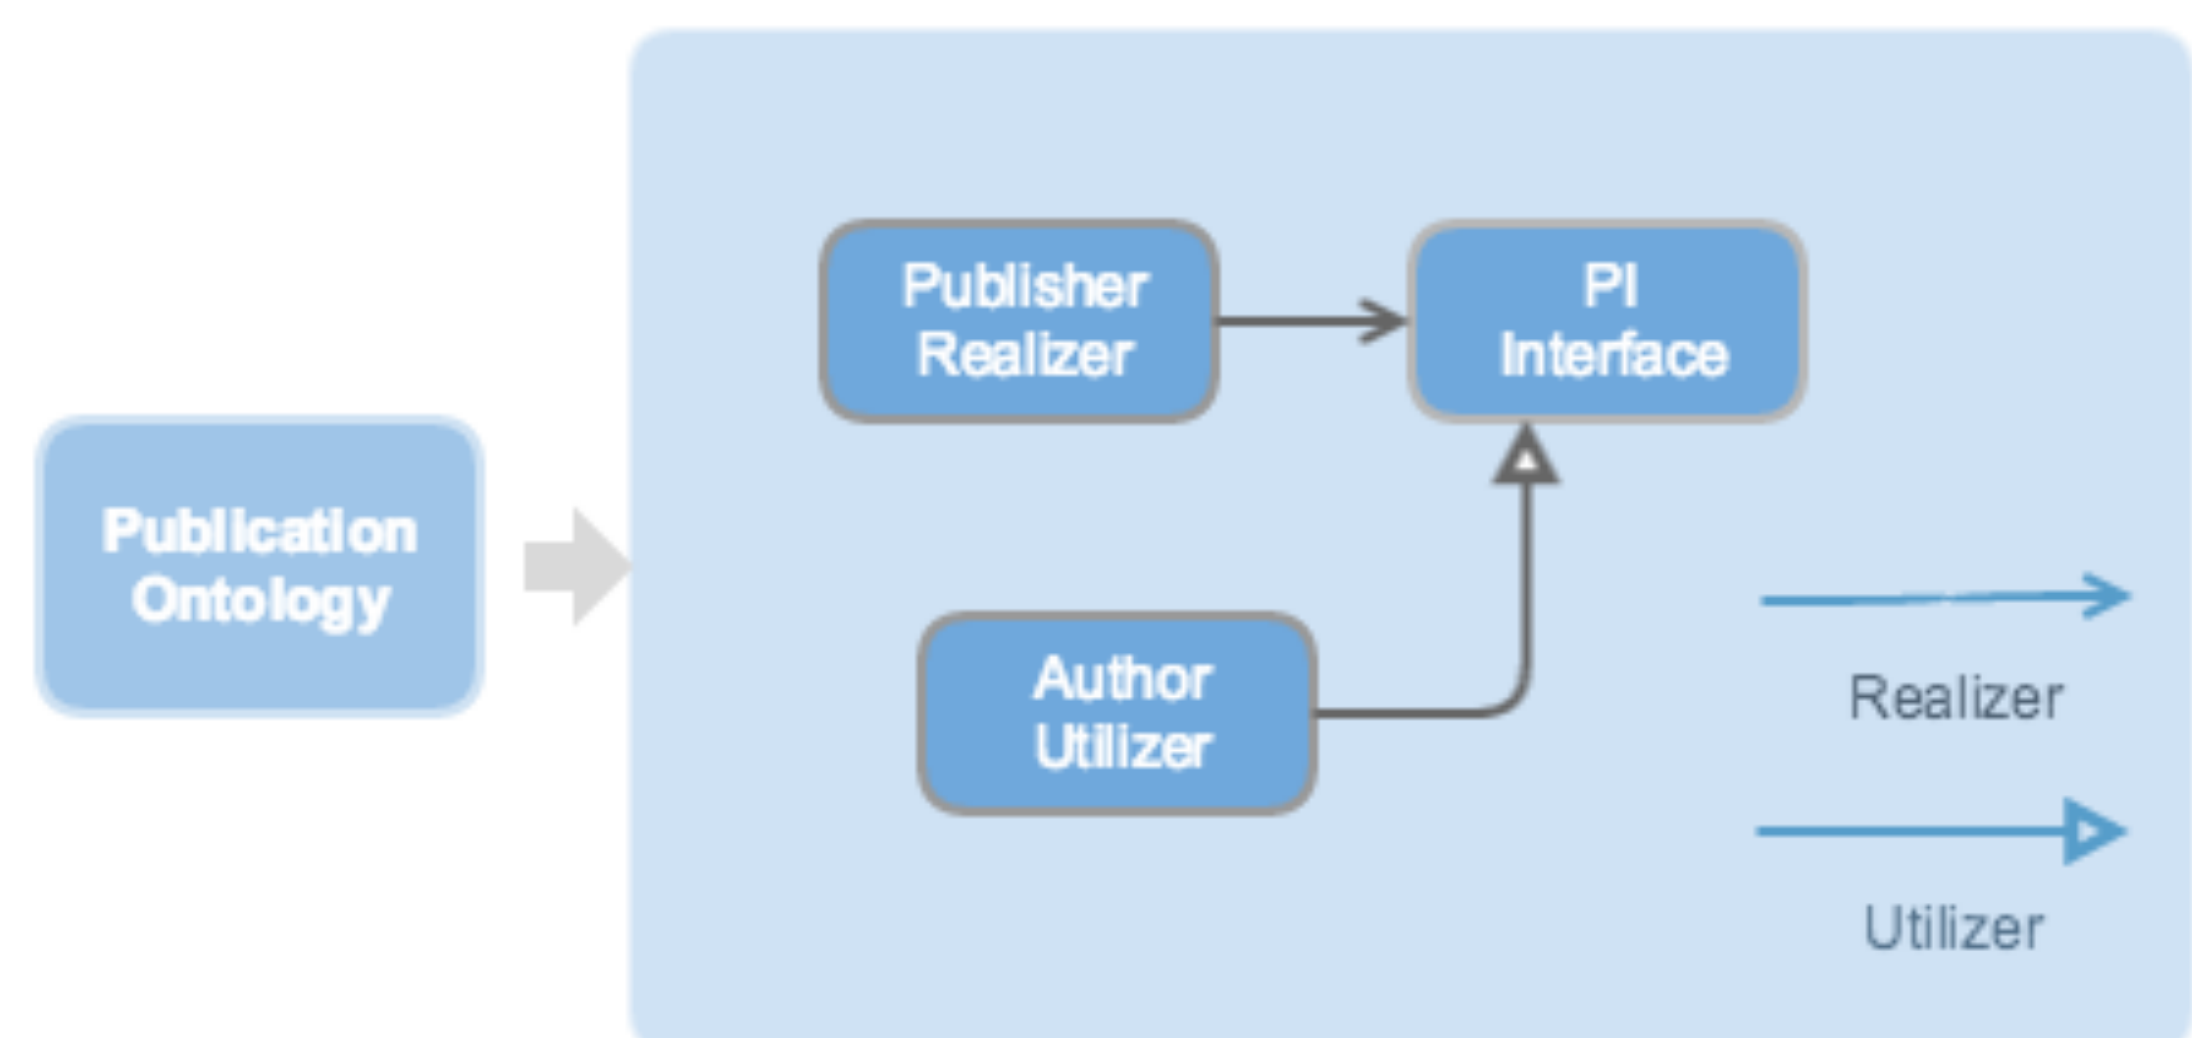 Publication
Ontology
Publisher
Realizer
PI
Interface
Author
Utilizer
Realizer
Utilizer